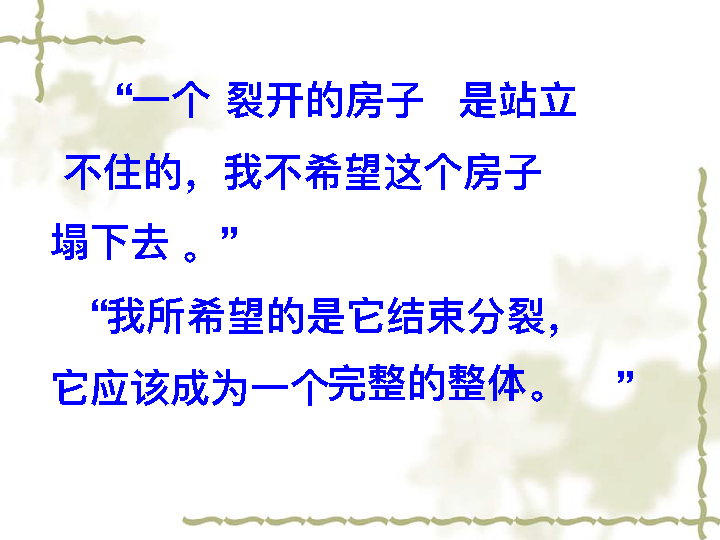 “一个 裂开的房子 是站立
不住的，我不希望这个房子
塌下去 。”
“我所希望的是它结束分裂，
它应该成为一个完整的整体。 ”